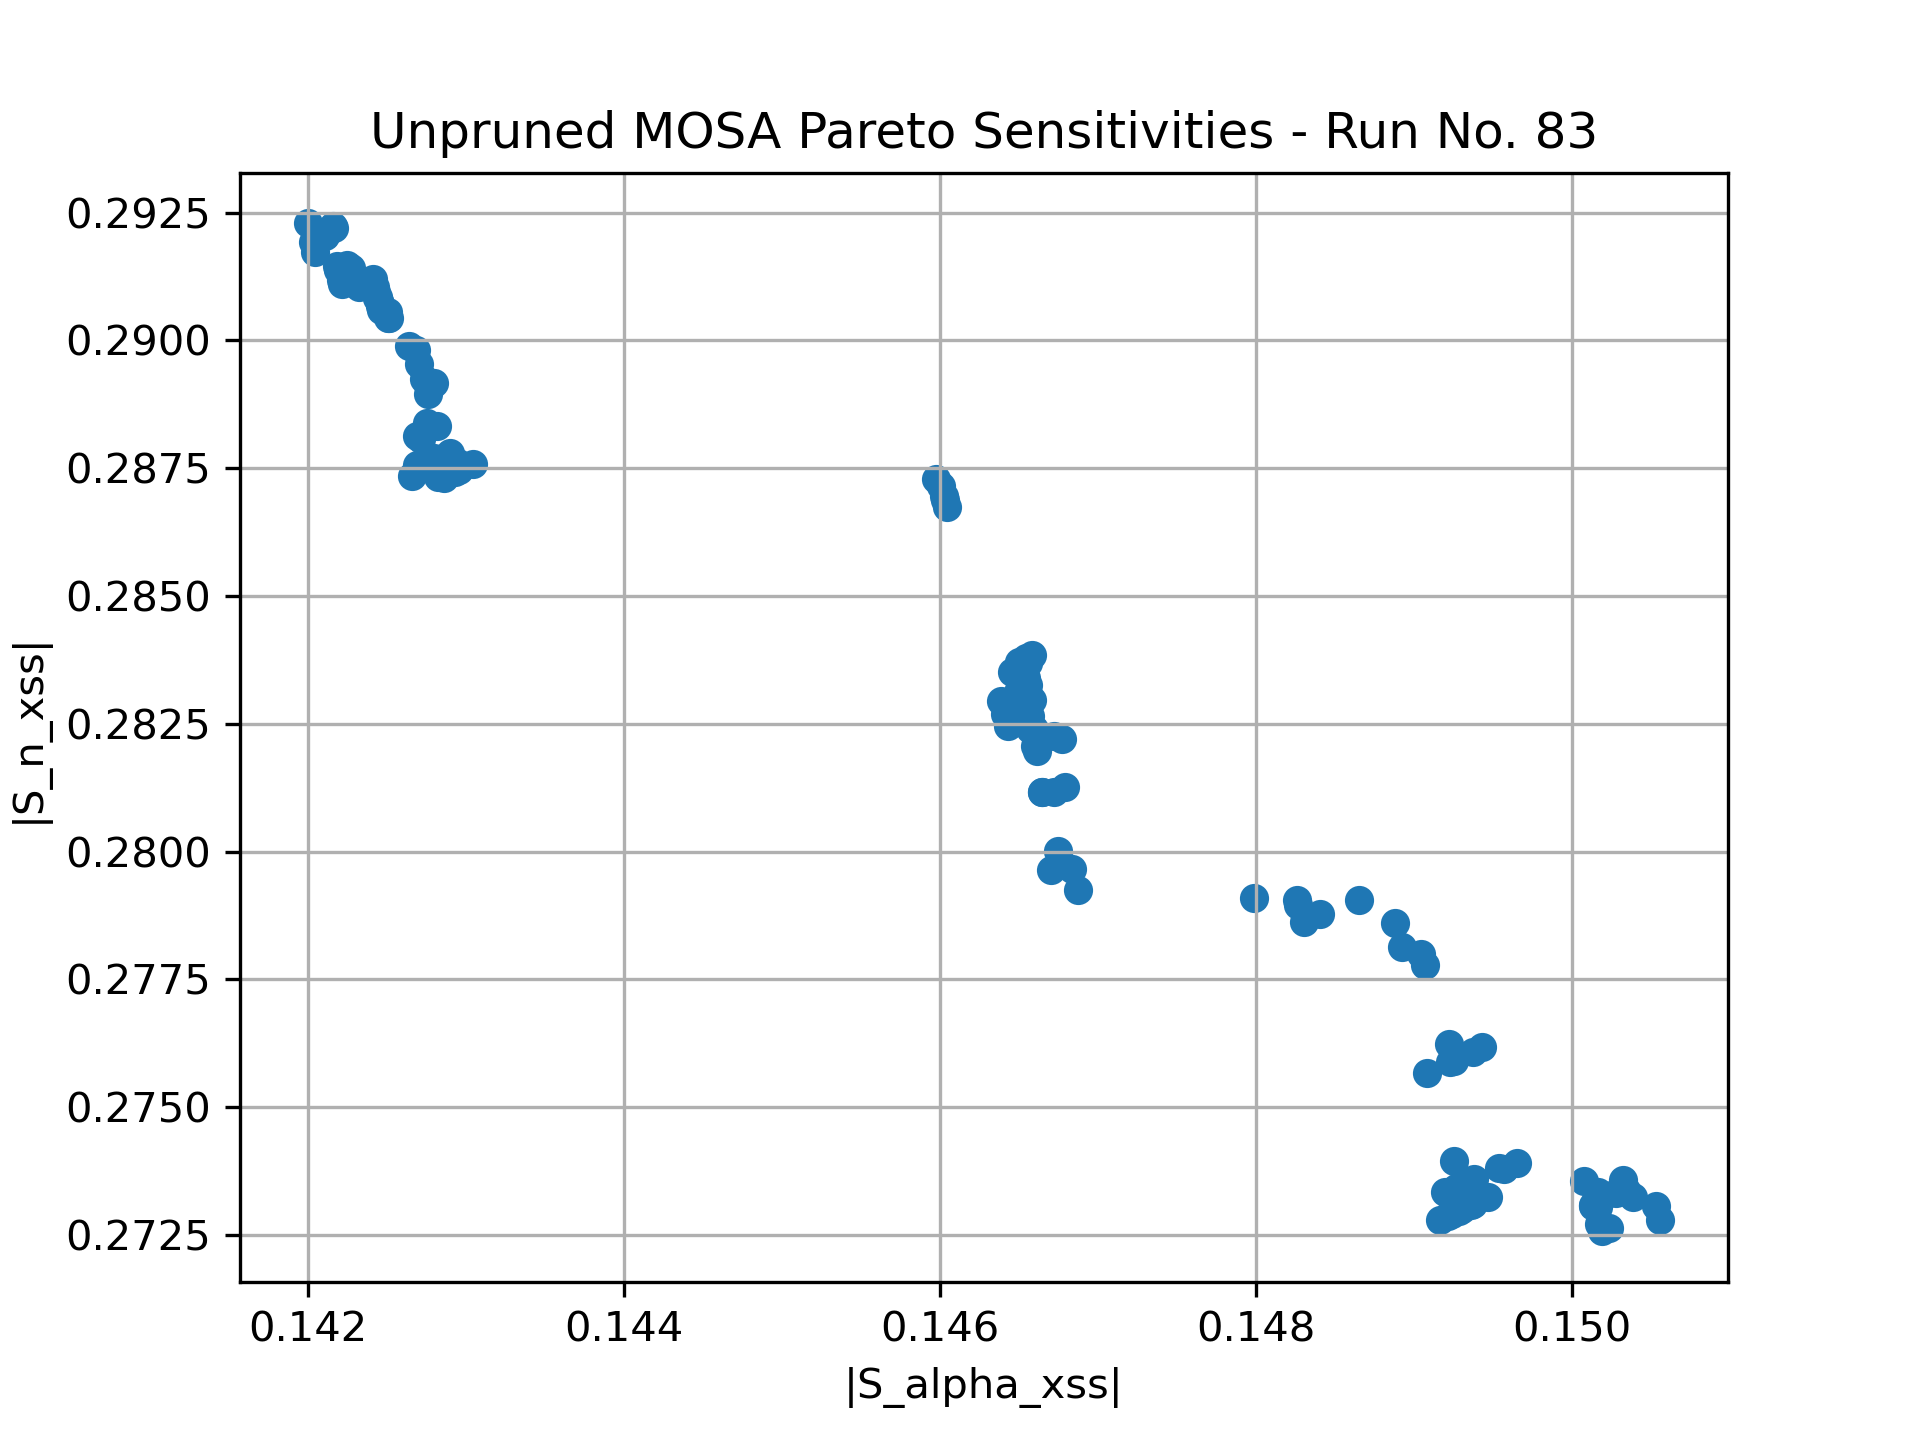 Unpruned MOSA Pareto Sensitivities - Run No. 83
0.2925
0.2900
0.2875
0.2850
0.2825
0.2800
0.2775
0.2750
0.2725
|S_n_xss|
0.142 0.144 0.146 0.148 0.150
|S_alpha_xss|